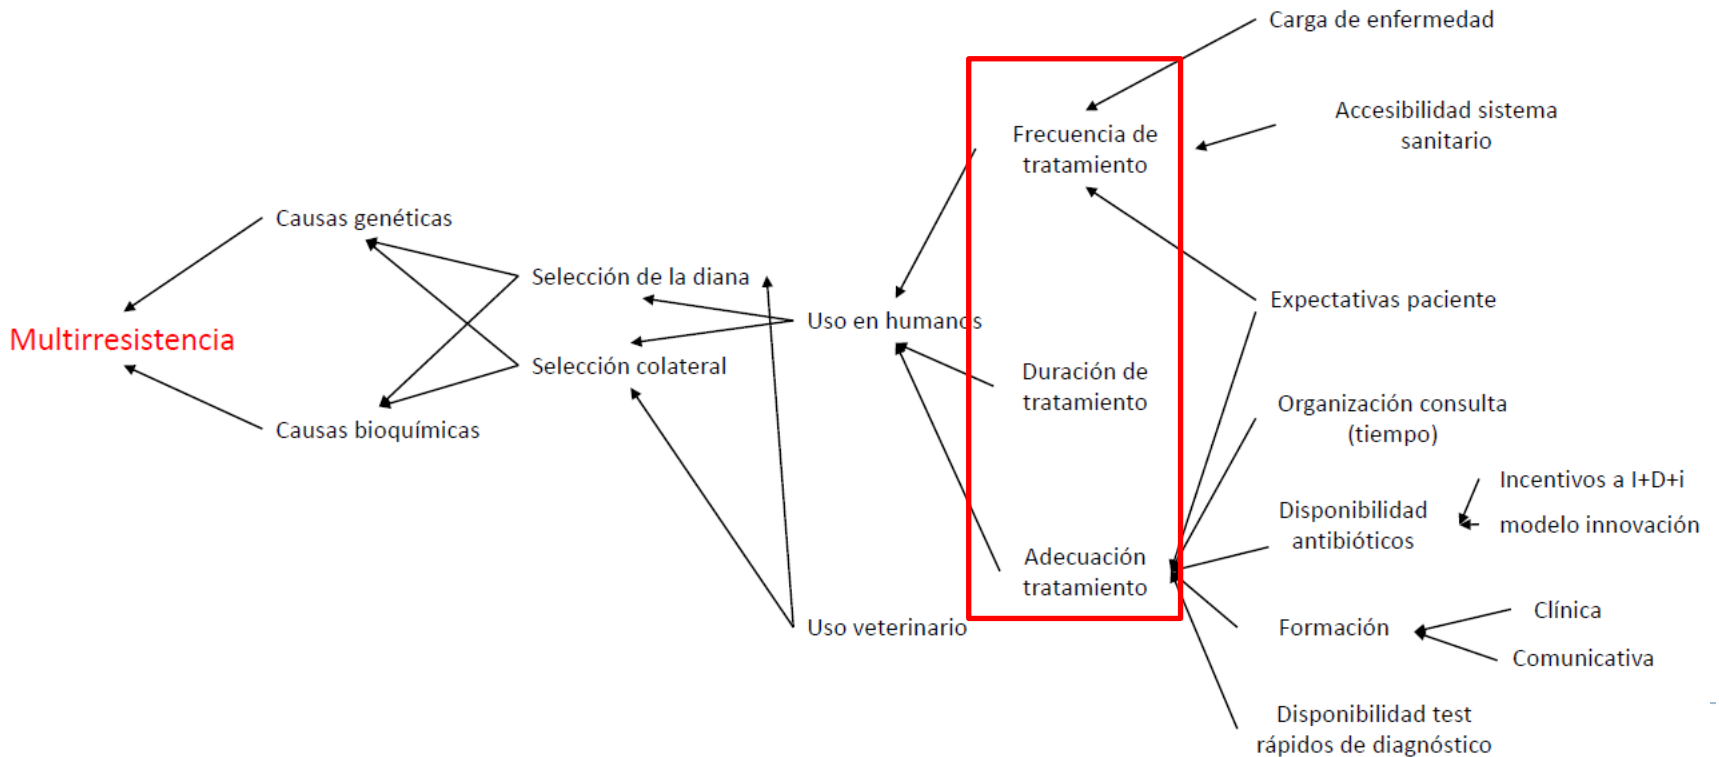 Carga de enfermedad
Accesibilidad sistema
sanitario
Frecuencia de
tratamiento
Causas genéticas
Selección de la diana
Expectativas paciente
Uso en humanos
Multirresistencia
Selección colateral
Duración de
tratamiento
Organización consulta
(tiempo)
Causas bioquímicas
Incentivos a I+D+i
Disponibilidad
antibióticos
modelo innovación
Adecuación
tratamiento
Clínica
Uso veterinario
Formación
Comunicativa
Disponibilidad test
rápidos de diagnóstico